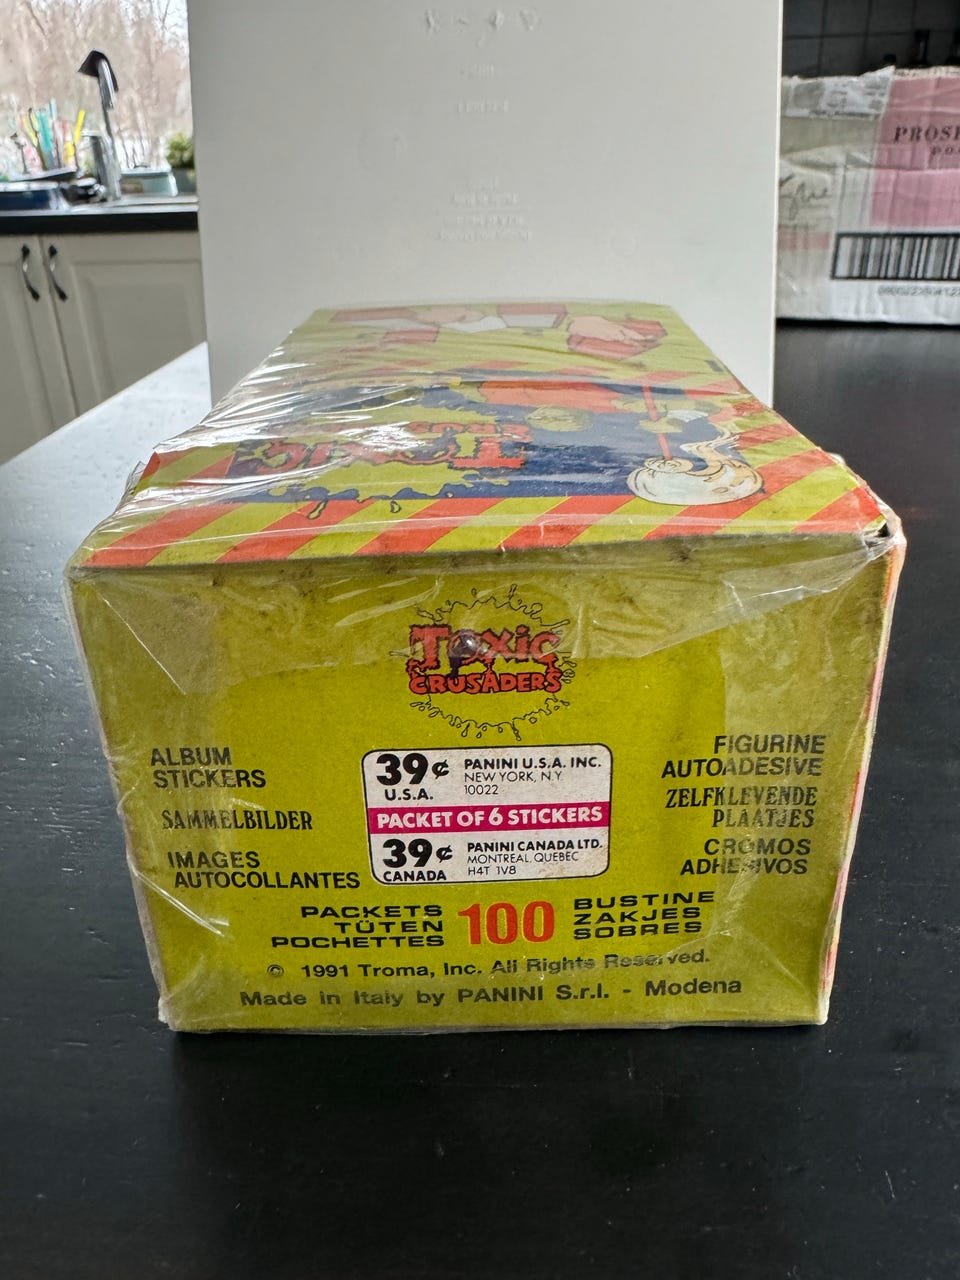 PROSE
Toxic
Toxic
CRUSADERS
ALBUM
STICKERS
SAMMELBILDER
IMAGES
AUTOCOLLANTES
39¢
U.S.A.
PANINI U.S.A. INC.
NEW YORK, N.Y.
10022
PACKET OF 6 STICKERS
39¢
CANADA
PANINI CANADA LTD.
MONTREAL, QUEBEC
H4T 1V8
FIGURINE
AUTOADESIVE
ZELFKLEVENDE
PLAATJES
CROMOS
ADHESIVOS
PACKETS
TÜTEN
POCHETTES
100
BUSTINE
ZAKJES
SOBRES
© 1991 Troma, Inc. All Rights Reserved.
Made in Italy by PANINI S.r.l. - Modena